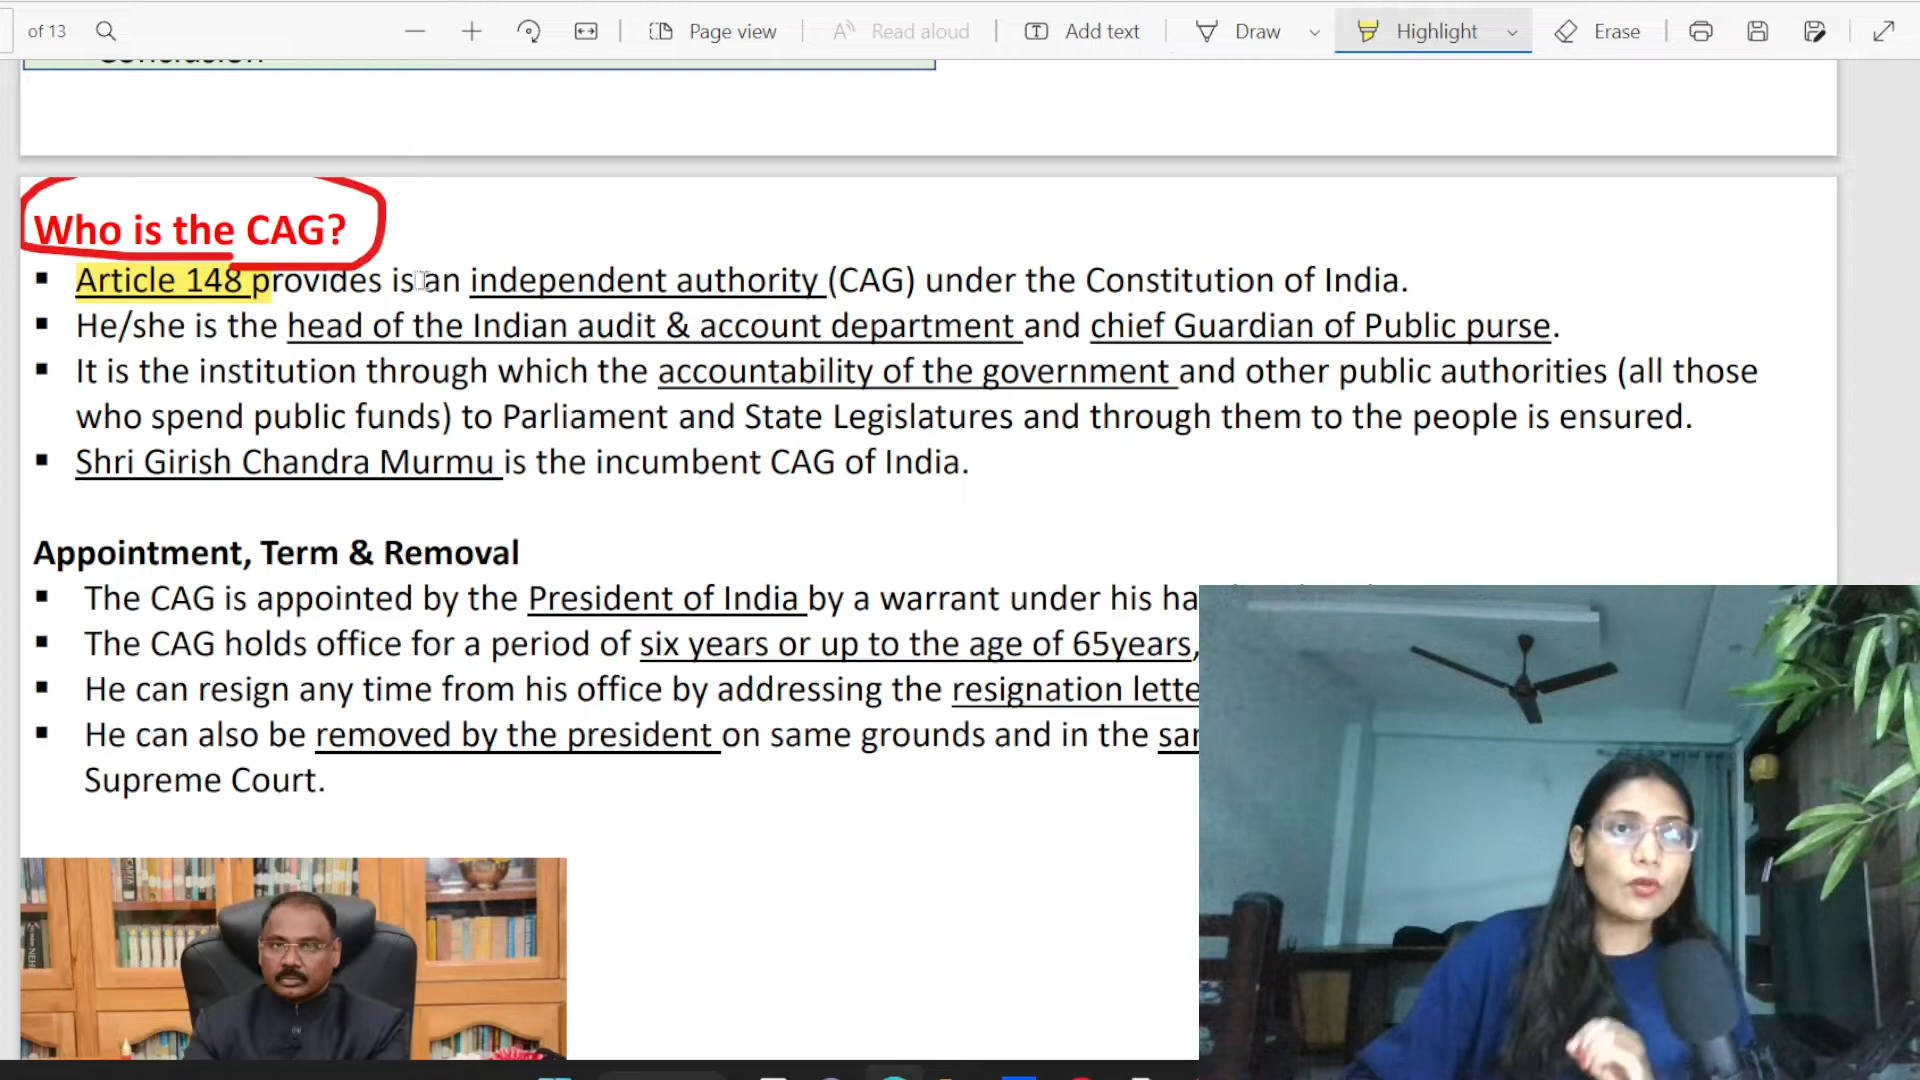 of 13
Page view
Read aloud
Add text
Draw
Highlight
Erase
Conclusion
Who is the CAG?
▪ Article 148 provides is an independent authority (CAG) under the Constitution of India.
▪ He/she is the head of the Indian audit & account department and chief Guardian of Public purse.
▪ It is the institution through which the accountability of the government and other public authorities (all those
who spend public funds) to Parliament and State Legislatures and through them to the people is ensured.
▪ Shri Girish Chandra Murmu is the incumbent CAG of India.
Appointment, Term & Removal
▪ The CAG is appointed by the President of India by a warrant under his
▪ The CAG holds office for a period of six years or up to the age of 65years,
▪ He can resign any time from his office by addressing the resignation
▪ He can also be removed by the president on same grounds and in the
Supreme Court.